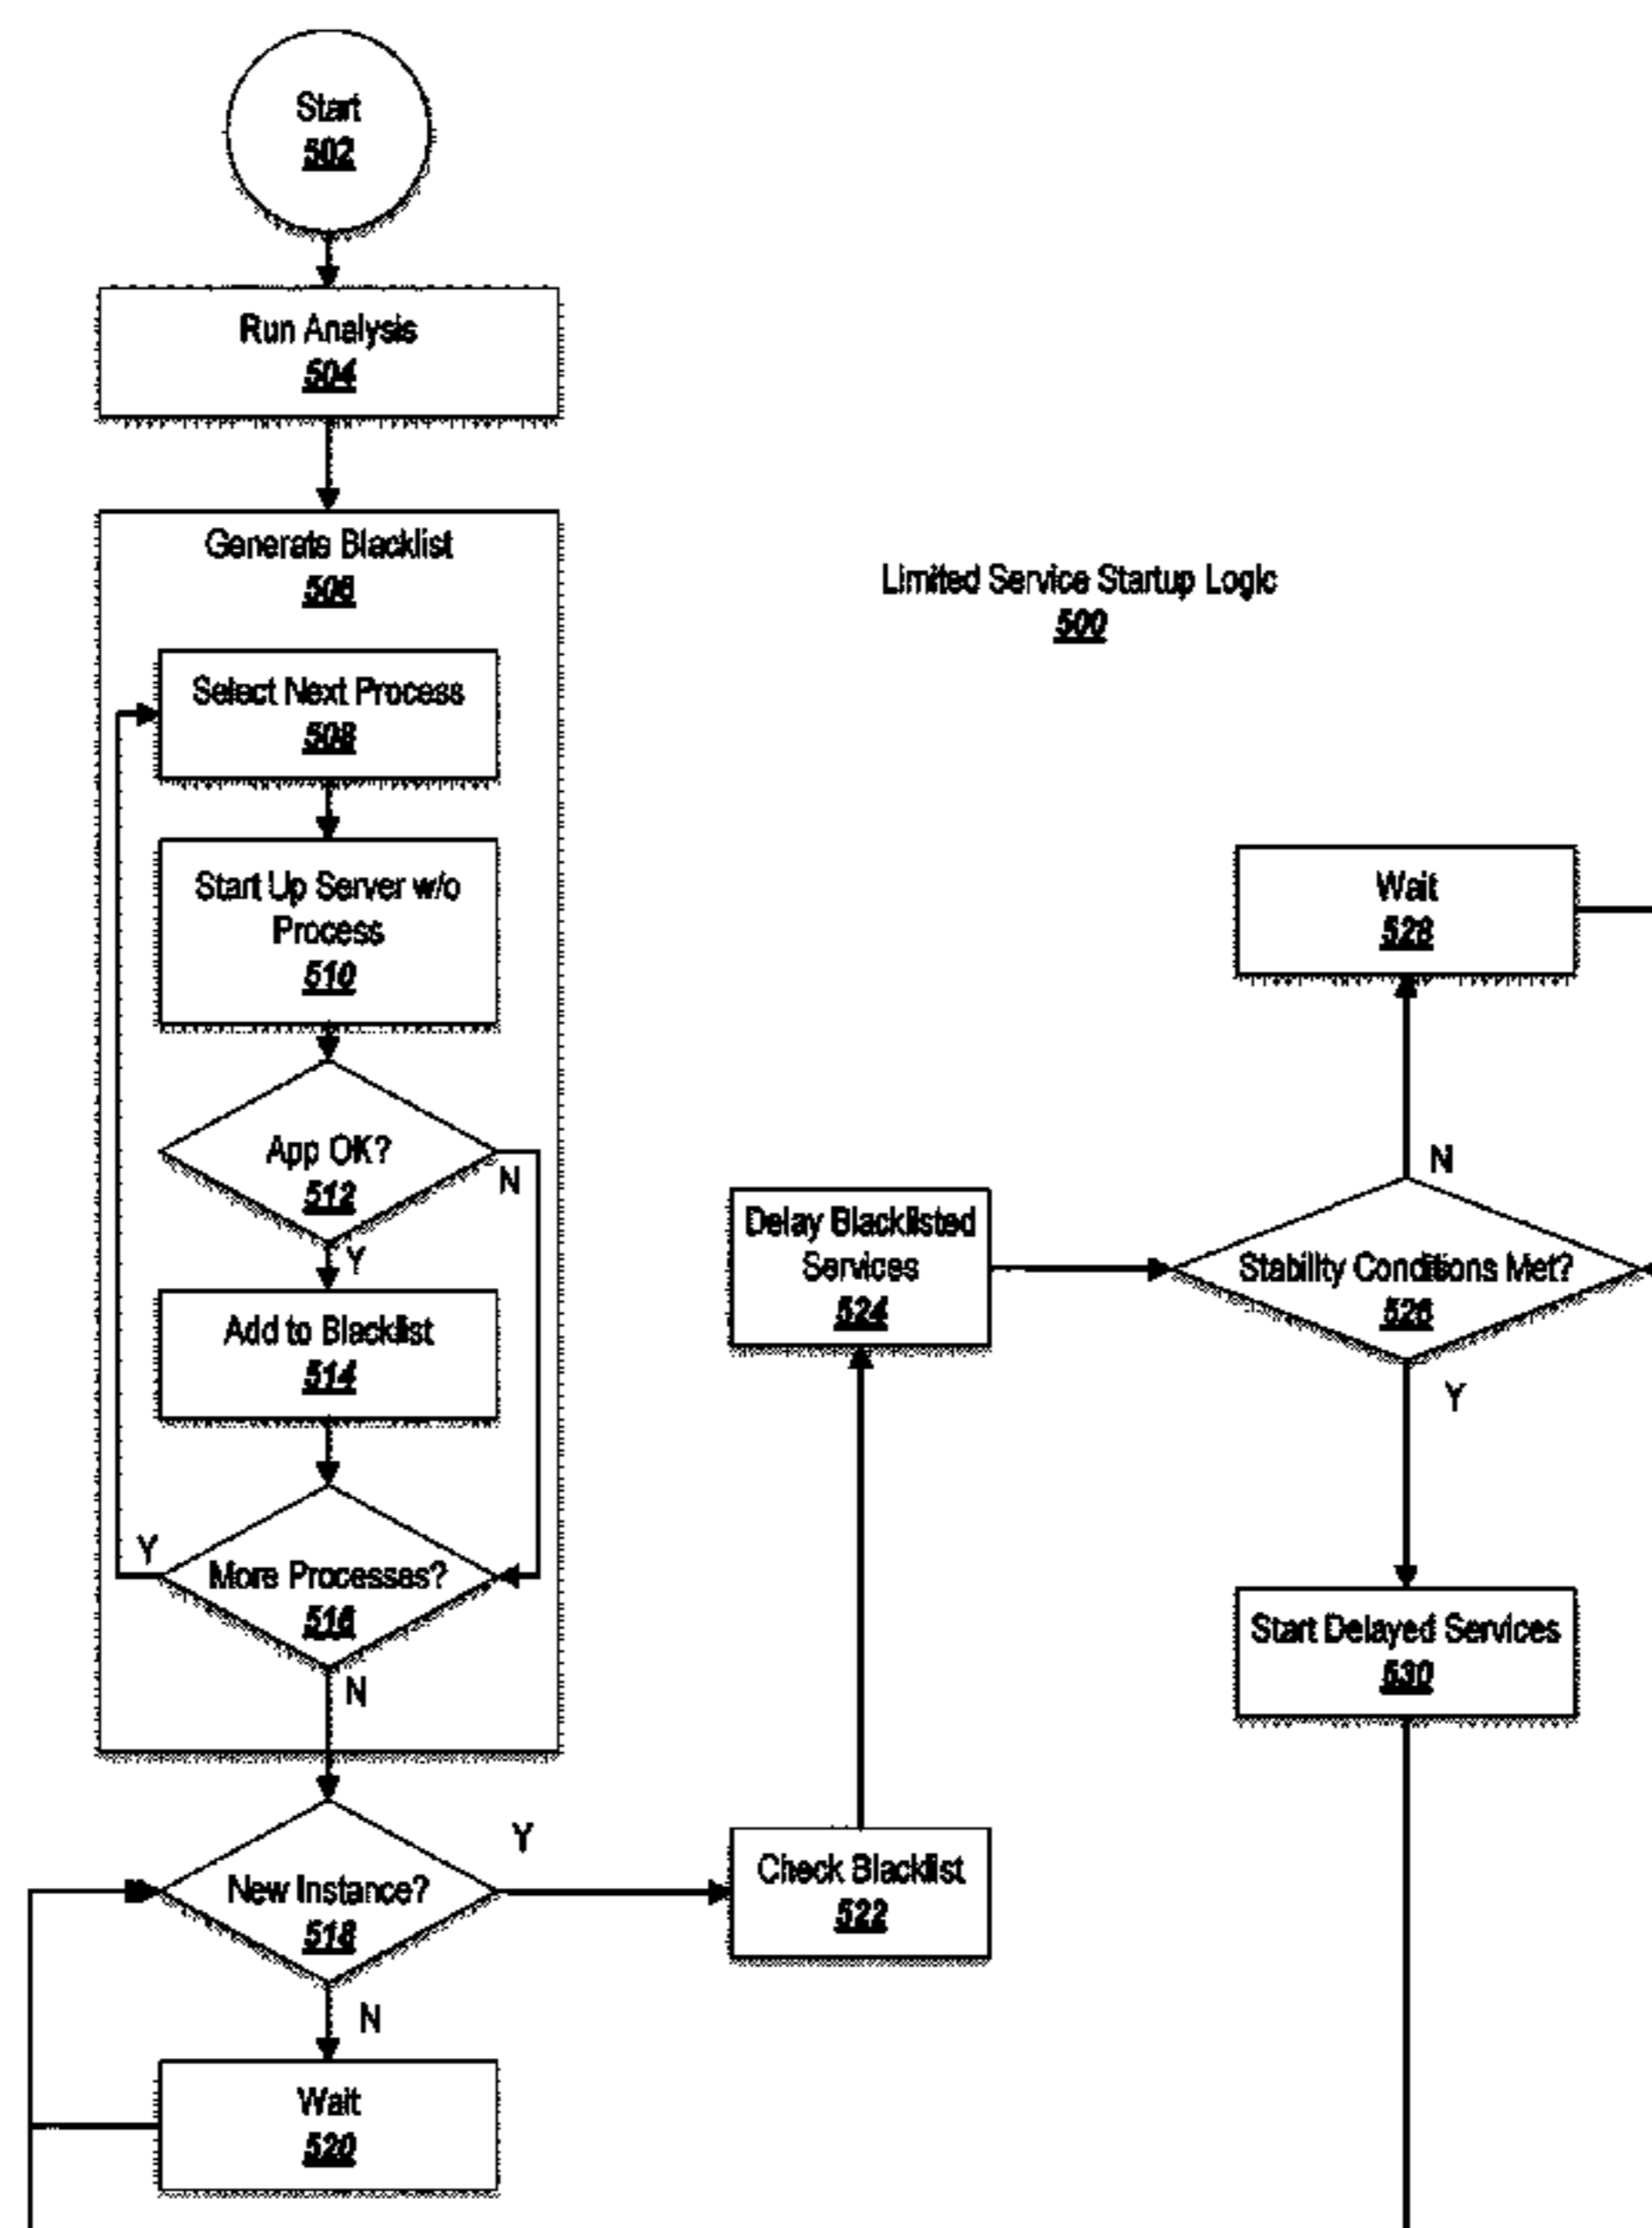 Start
502
Run Analysis
504
Generate Blacklist
506
Select Next Process
508
Start Up Server w/o
Process
510
App OK?
512
N
Y
Add to Blacklist
514
Y
More Processes?
516
N
New Instance?
518
Y
N
Wait
520
Limited Service Startup Logic
500
Check Blacklist
522
Delay Blacklisted
Services
524
Wait
528
N
Stability Conditions Met?
526
Y
Start Delayed Services
530